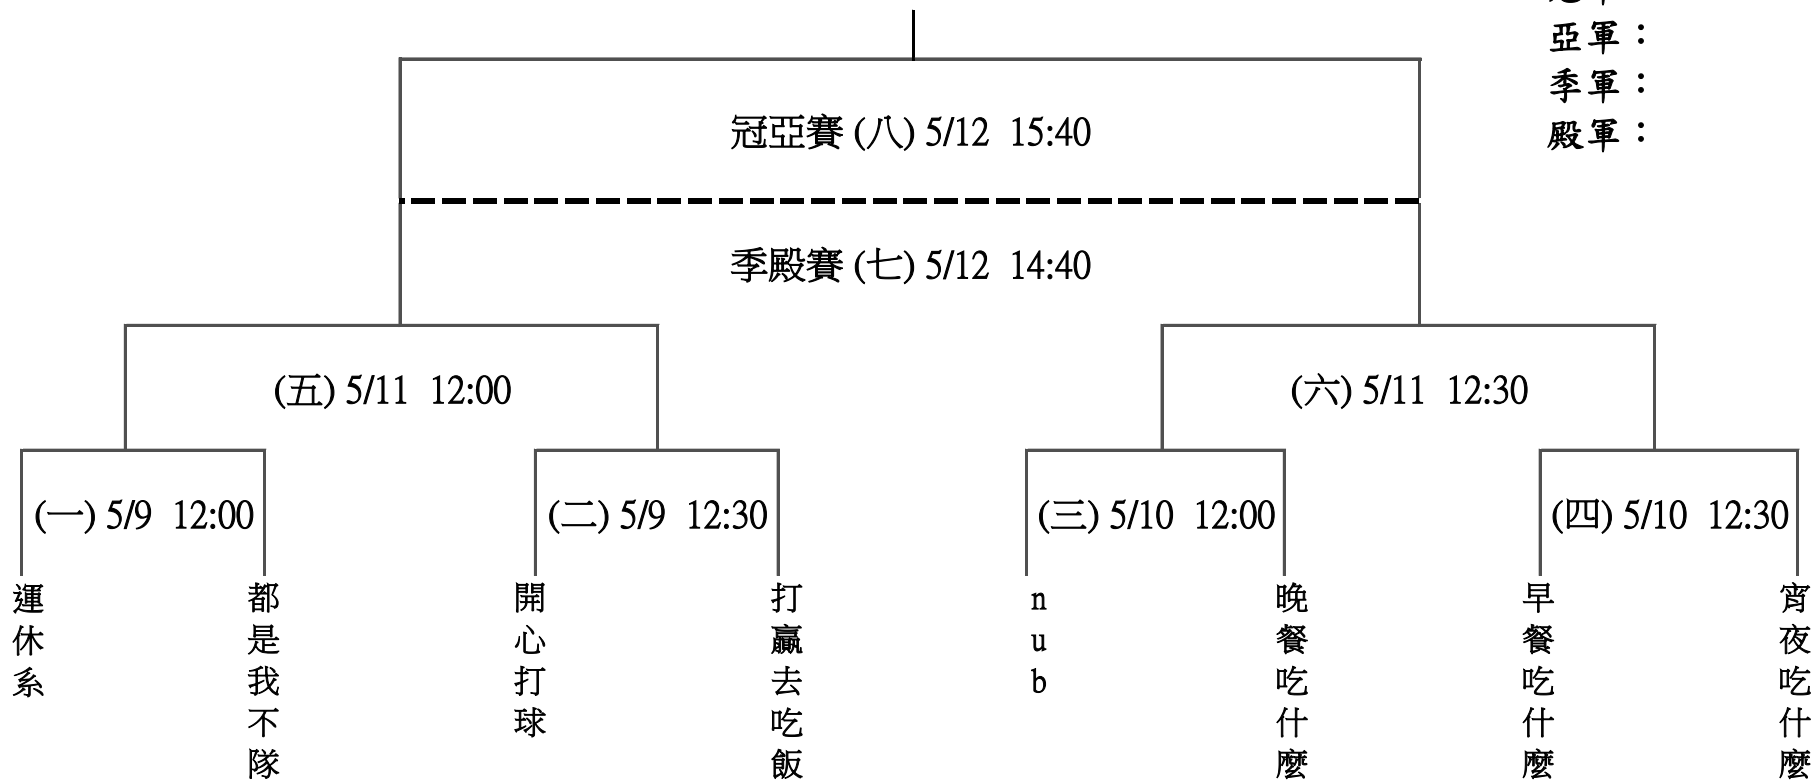 亞軍：
季軍：
殿軍：
冠亞賽 (八) 5/12 15:40
季殿賽 (七) 5/12 14:40
(五) 5/11 12:00
(六) 5/11 12:30
(一) 5/9 12:00
(二) 5/9 12:30
(三) 5/10 12:00
(四) 5/10 12:30
運休系
都是我不隊
開心打球
打贏去吃飯
nub
晚餐吃什麼
早餐吃什麼
宵夜吃什麼